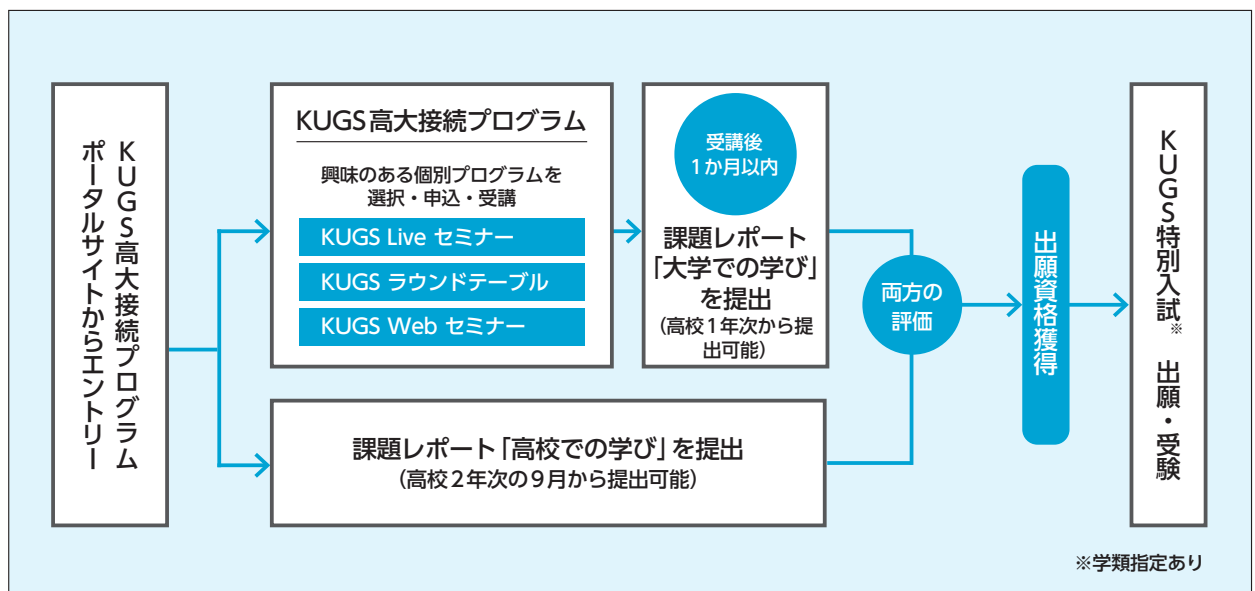 KUGS高大接続プログラム
ポータルサイトからエントリー
KUGS高大接続プログラム
興味のある個別プログラムを
選択・申込・受講
KUGS Live セミナー
KUGS ラウンドテーブル
KUGS Web セミナー
受講後
1か月以内
課題レポート
「大学での学び」
を提出
(高校1年次から提
出可能)
課題レポート「高校での学び」を提出
(高校2年次の9月から提出可能)
両方の
評価
出願資格獲得
KUGS特別入試※ 出願・受験
※学類指定あり